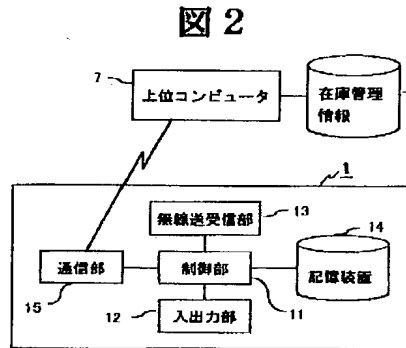 図2
7
上位コンピュータ
在庫管理
情報
1
無線送受信部
13
14
通信部
制御部
記憶装置
15
12
入出力部
11